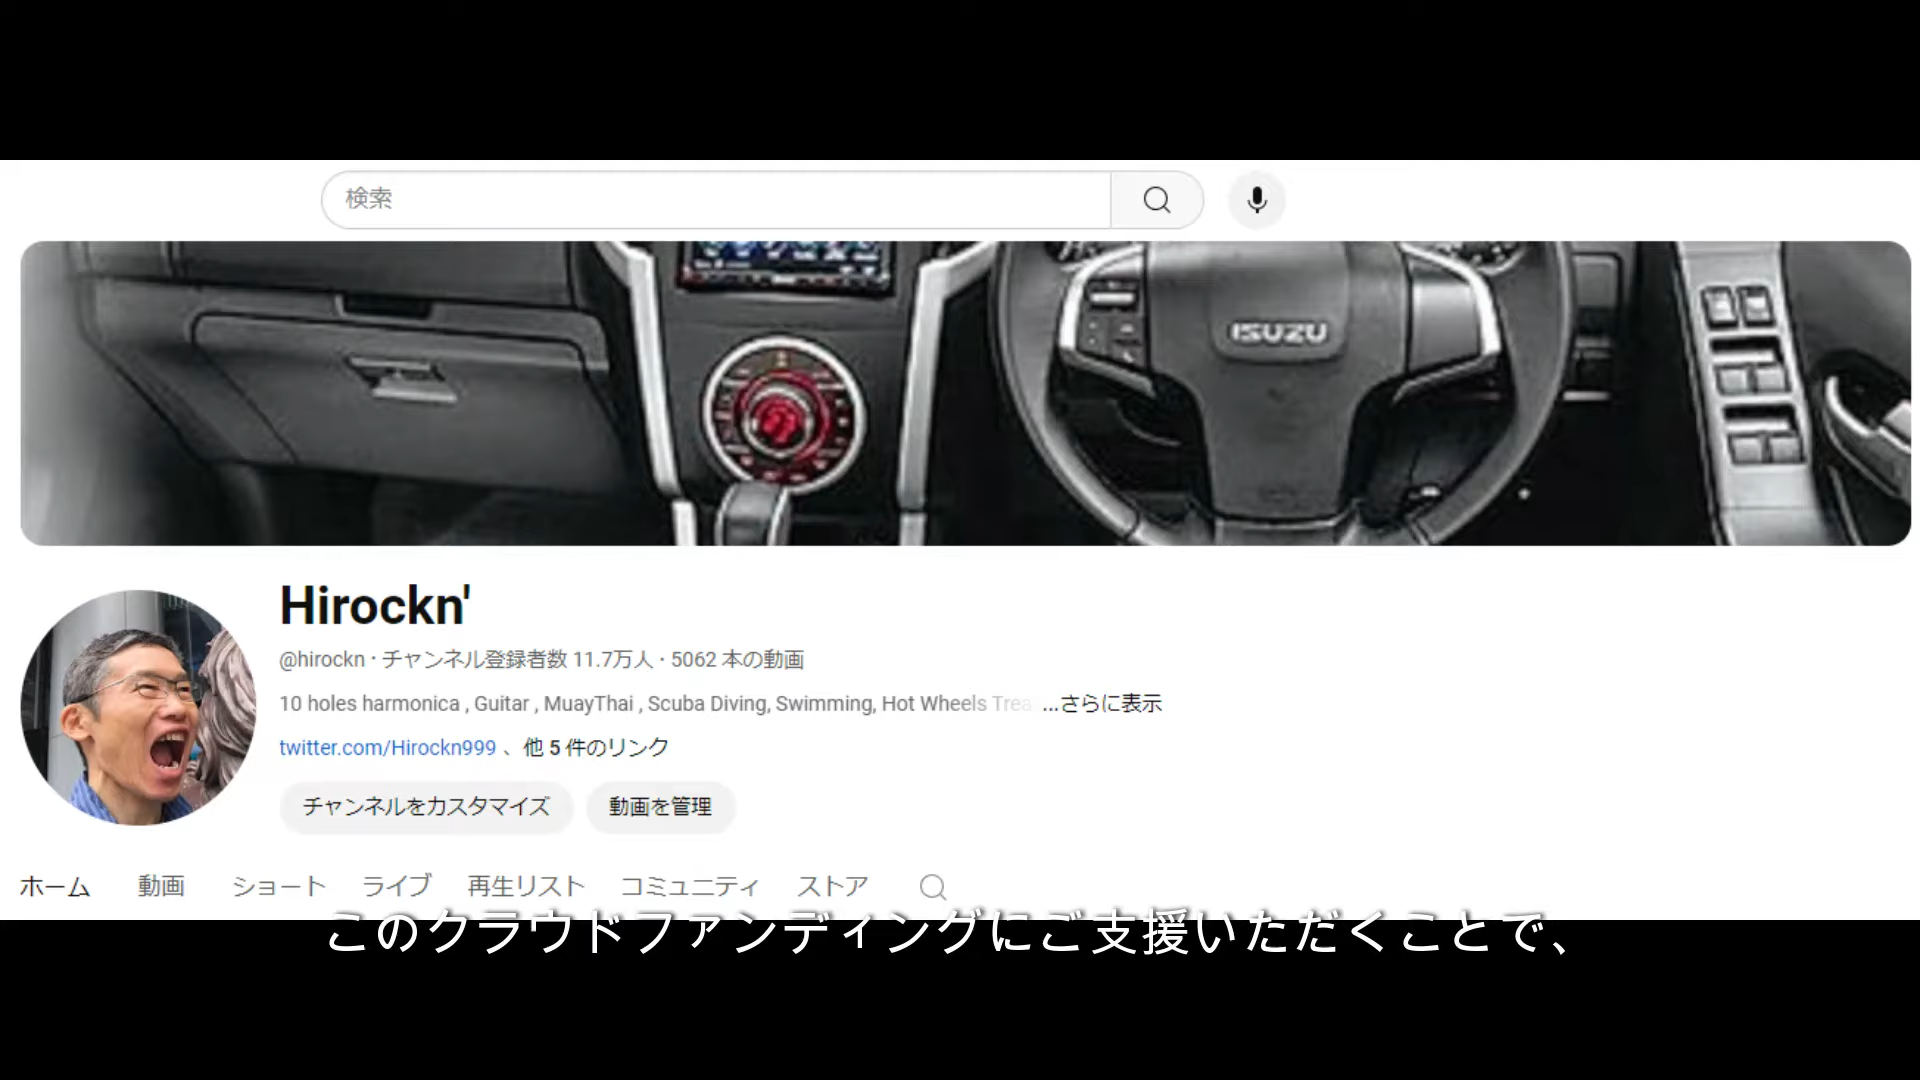 検索
ISUZU
Hirockn'
@hirockn・チャンネル登録者数 11.7万人・5062 本の動画
10 holes harmonica , Guitar , MuayThai , Scuba Diving, Swimming, Hot Wheels Trea ...さらに表示
twitter.com/Hirockn999 、他 5 件のリンク
チャンネルをカスタマイズ 動画を管理
ホーム 動画 ショート ライブ 再生リスト コミュニティ ストア
このクラウドファンディングにご支援いただくことで、